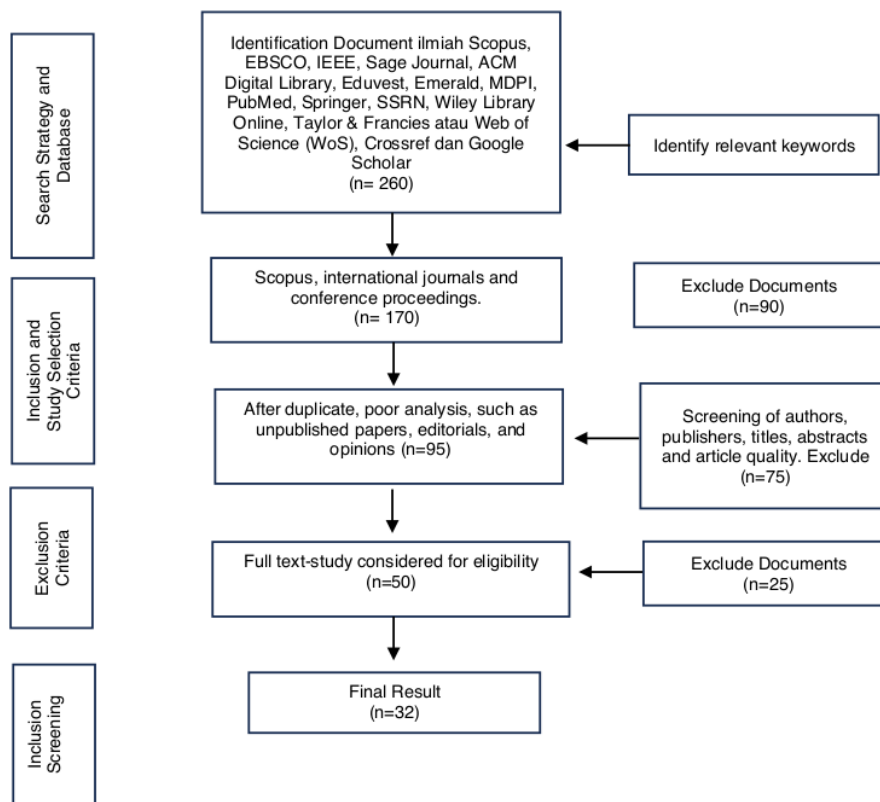 Search Strategy and
Database
Identification Document ilmiah Scopus,
EBSCO, IEEE, Sage Journal, ACM
Digital Library, Eduvest, Emerald, MDPI,
PubMed, Springer, SSRN, Wiley Library
Online, Taylor & Francies atau Web of
Science (WoS), Crossref dan Google
Scholar
(n= 260)
Identify relevant keywords
Inclusion and
Study Selection
Criteria
Scopus, international journals and
conference proceedings.
(n= 170)
Exclude Documents
(n=90)
After duplicate, poor analysis, such as
unpublished papers, editorials, and
opinions (n=95)
Screening of authors,
publishers, titles, abstracts
and article quality. Exclude
(n=75)
Exclusion
Criteria
Full text-study considered for eligibility
(n=50)
Exclude Documents
(n=25)
Inclusion
Screening
Final Result
(n=32)